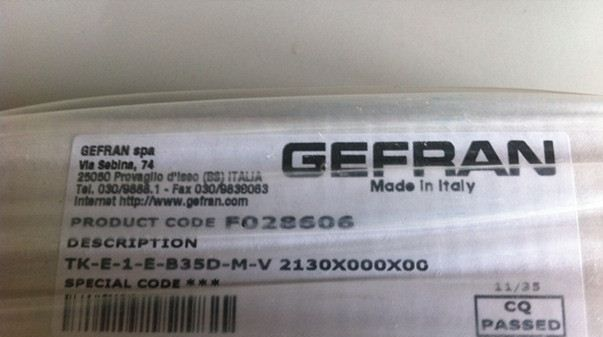 GEFRAN spa
Via Sebina, 74
25050 Provaglio d'Iseo (BS) ITALIA
Tel. 030/9888.1 - Fax 030/9839063
Internet http://www.gefran.com
GEFRAN
Made in Italy
PRODUCT CODE F028606
DESCRIPTION
TK-E-1-E-B35D-M-V 2130X000X00
SPECIAL CODE ***
11/35
CQ
PASSED